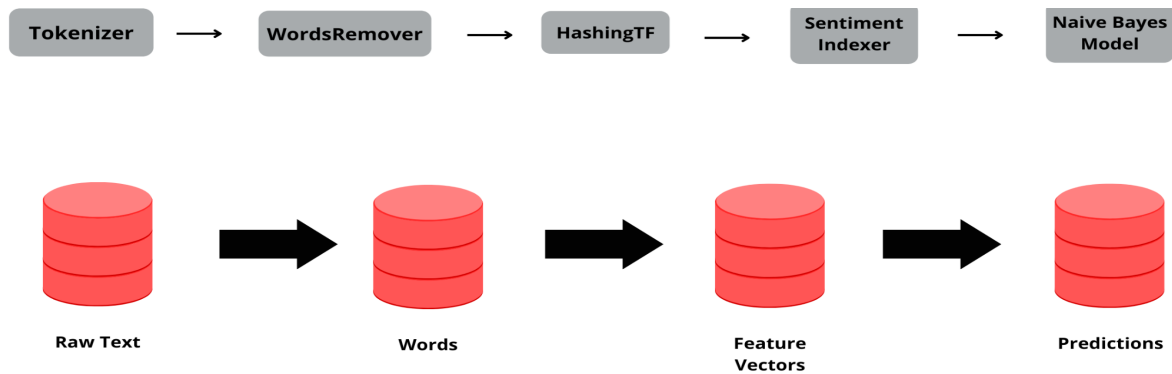 Tokenizer
WordsRemover
HashingTF
Sentiment
Indexer
Naive Bayes
Model
Raw Text
Words
Feature
Vectors
Predictions